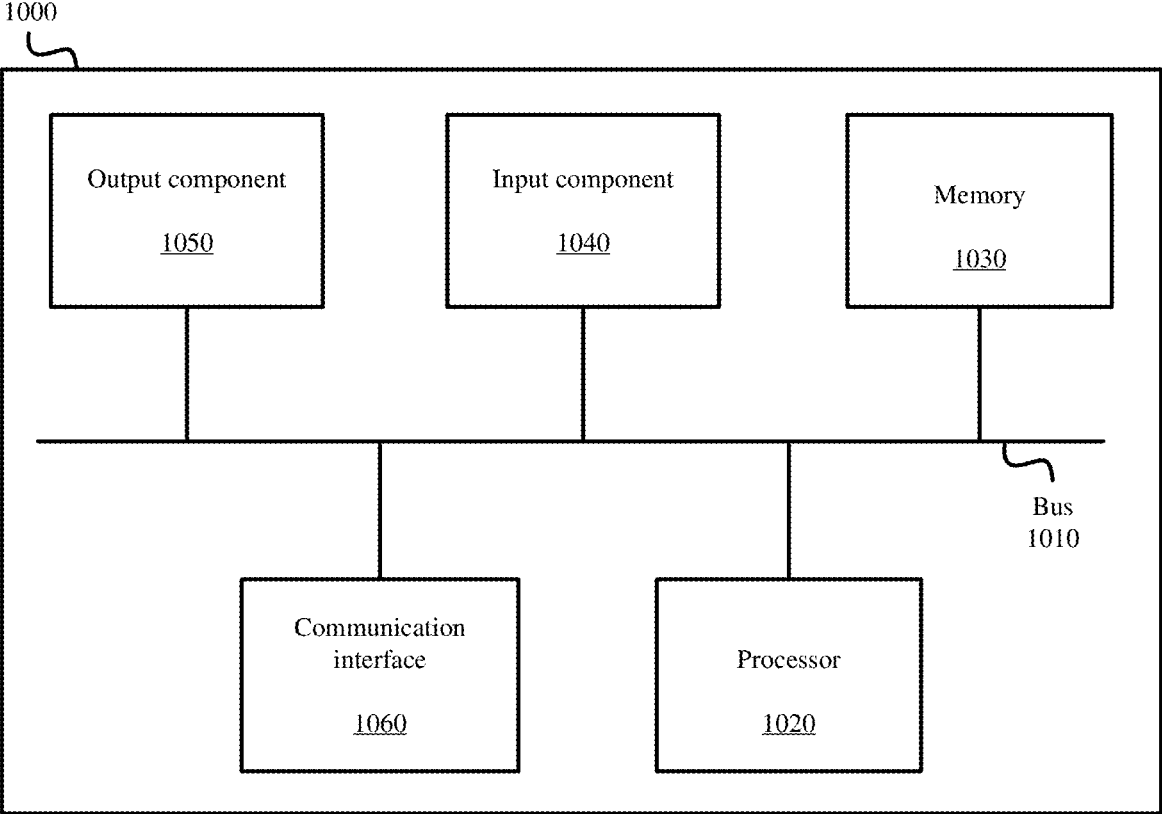 1000
Output component
1050
Input component
1040
Memory
1030
Bus
1010
Communication
interface
1060
Processor
1020